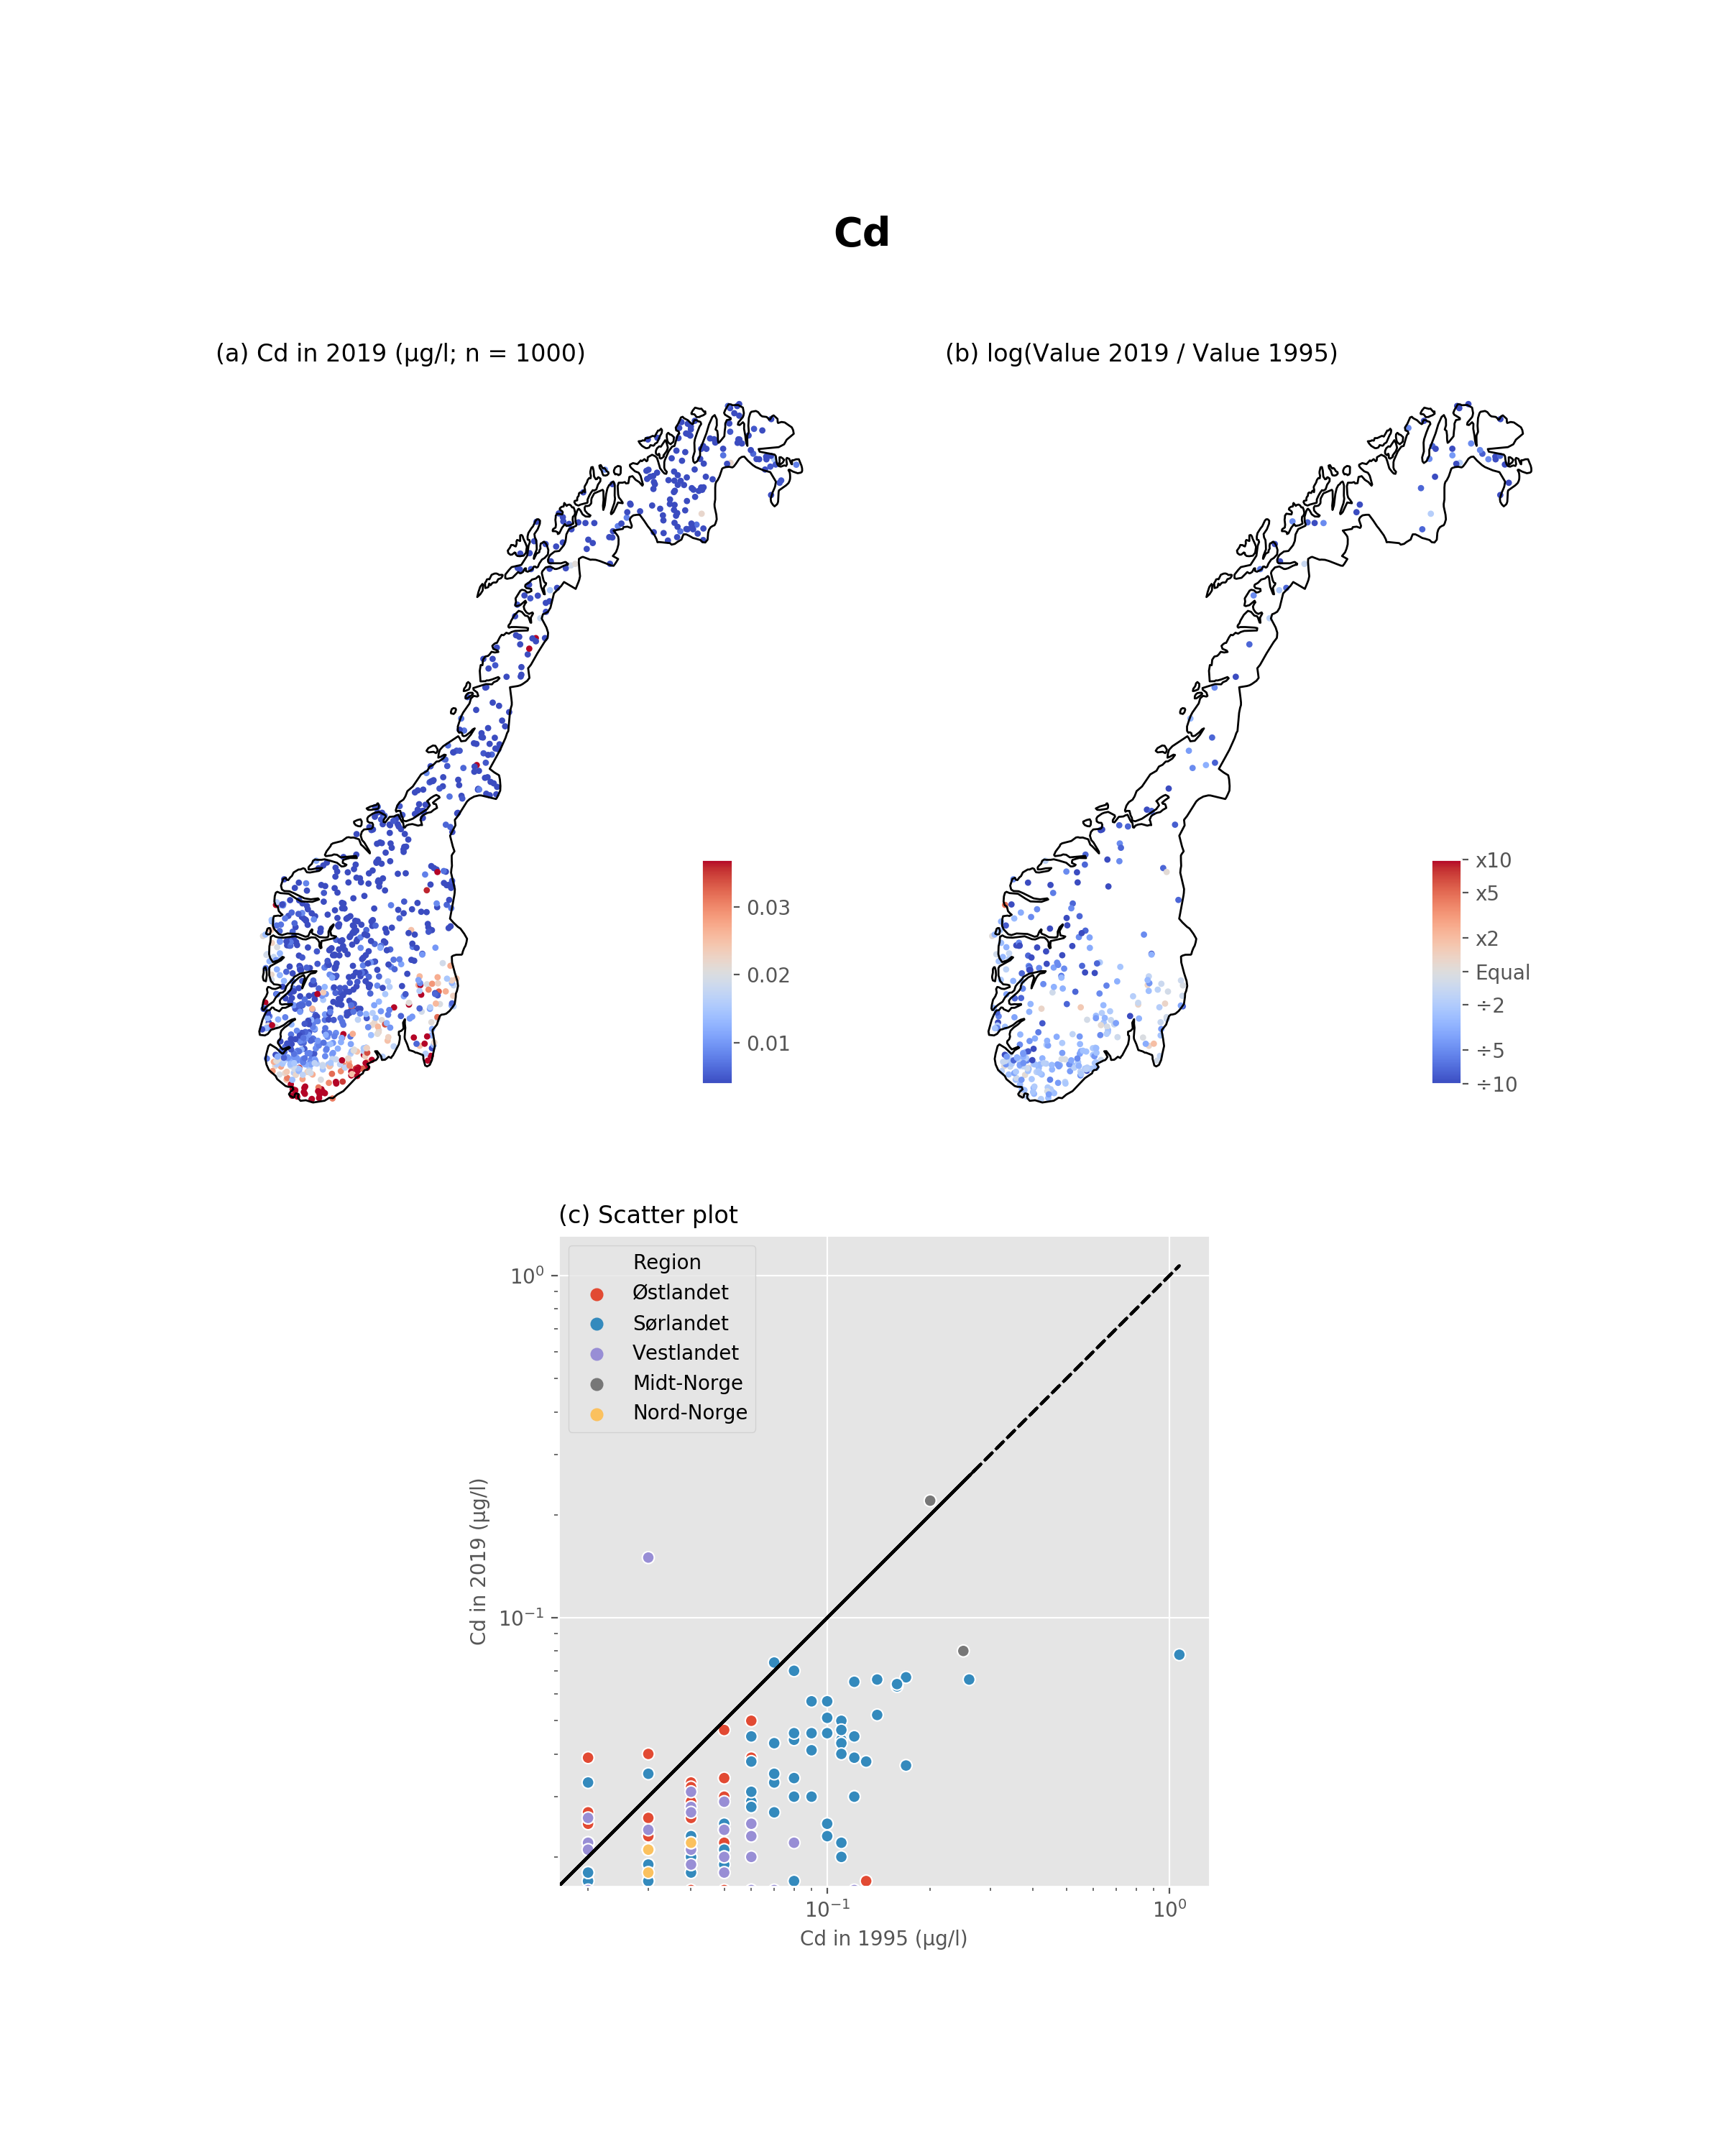 Cd
(a) Cd in 2019 (µg/l; n = 1000)
(b) log(Value 2019 / Value 1995)
0.03
0.02
0.01
x10
x5
x2
Equal
÷2
÷5
÷10
(c) Scatter plot
Region
Østlandet
Sørlandet
Vestlandet
Midt-Norge
Nord-Norge
10⁰
10⁻¹
Cd in 2019 (µg/l)
10⁻¹ 10⁰
Cd in 1995 (µg/l)